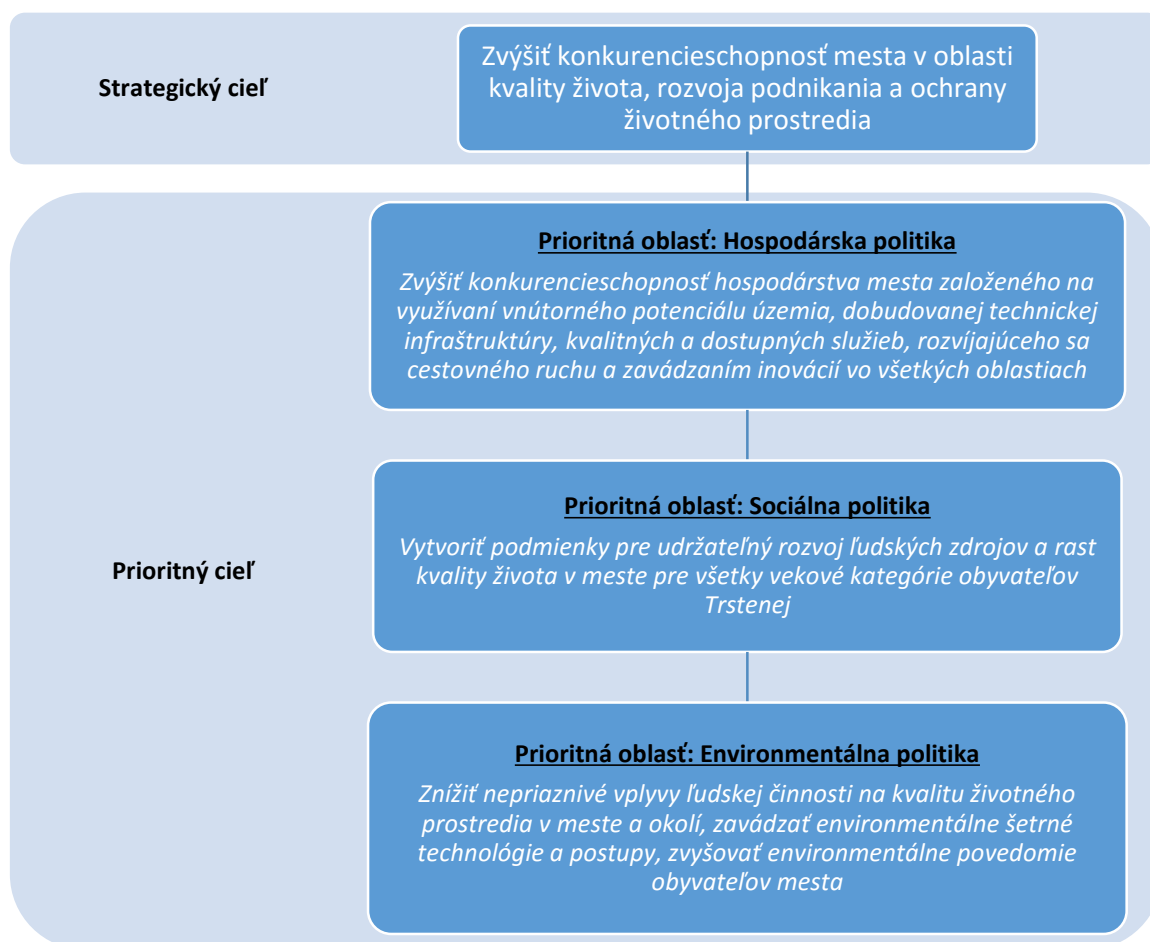 Strategický cieľ
Zvýšiť konkurencieschopnosť mesta v oblasti
kvality života, rozvoja podnikania a ochrany
životného prostredia
Prioritný cieľ
Prioritná oblasť: Hospodárska politika
Zvýšiť konkurencieschopnosť hospodárstva mesta založeného na
využívaní vnútorného potenciálu územia, dobudovanej technickej
infraštruktúry, kvalitných a dostupných služieb, rozvíjajúceho sa
cestovného ruchu a zavádzaním inovácií vo všetkých oblastiach
Prioritná oblasť: Sociálna politika
Vytvoriť podmienky pre udržateľný rozvoj ľudských zdrojov a rast
kvality života v meste pre všetky vekové kategórie obyvateľov
Trstenej
Prioritná oblasť: Environmentálna politika
Znížiť nepriaznivé vplyvy ľudskej činnosti na kvalitu životného
prostredia v meste a okolí, zavádzať environmentálne šetrné
technológie a postupy, zvyšovať environmentálne povedomie
obyvateľov mesta